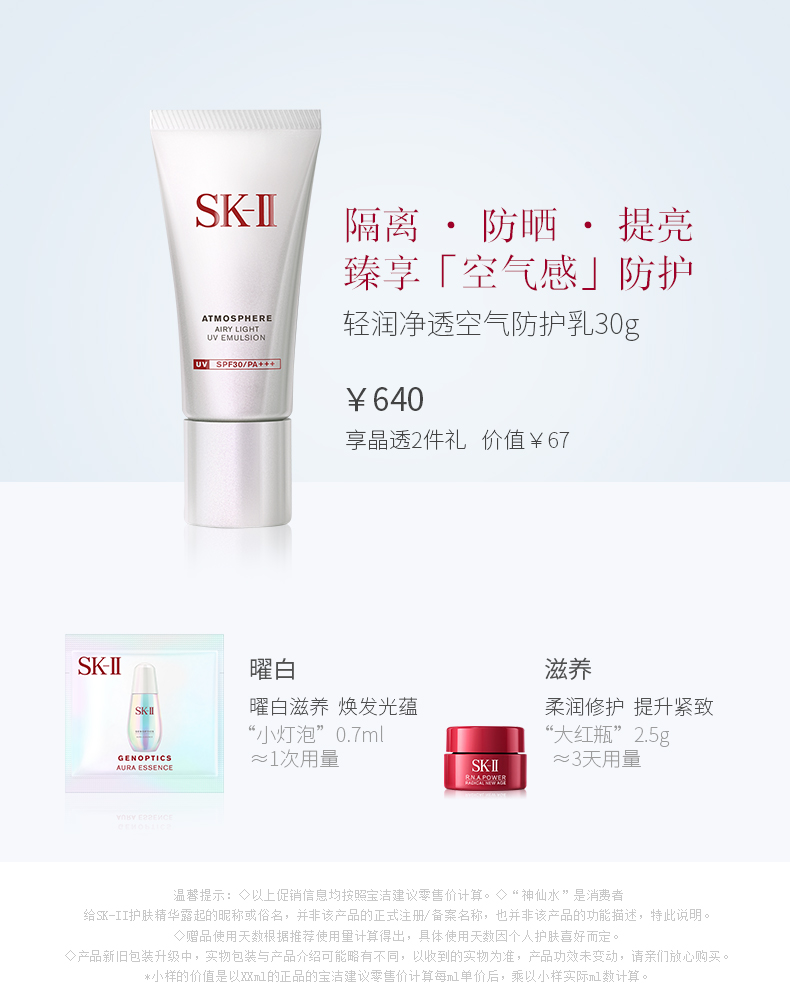 SK-II
ATMOSPHERE
AIRY LIGHT
UV EMULSION
UV SPF30/PA+++
隔离 · 防晒 · 提亮
臻享「空气感」防护
轻润净透空气防护乳30g
￥640
享晶透2件礼 价值￥67
SK-II
SK-II
GENOPTICS
AURA ESSENCE
曜白
曜白滋养 焕发光蕴
“小灯泡” 0.7ml
≈1次用量
SK-II
R.N.A.POWER
RADICAL NEW AGE
滋养
柔润修护 提升紧致
“大红瓶” 2.5g
≈3天用量
温馨提示：◇以上促销信息均按照宝洁建议零售价计算。◇“神仙水”是消费者
给SK-II护肤精华露起的昵称或俗名，并非该产品的正式注册/备案名称，也并非该产品的功能描述，特此说明。
◇赠品使用天数根据推荐使用量计算得出，具体使用天数因个人护肤喜好而定。
◇产品新旧包装升级中，实物包装与产品介绍可能略有不同，以收到的实物为准，产品功效未变动，请亲们放心购买。
*小样的价值是以XXml的正品的宝洁建议零售价计算每ml单价后，乘以小样实际ml数计算。